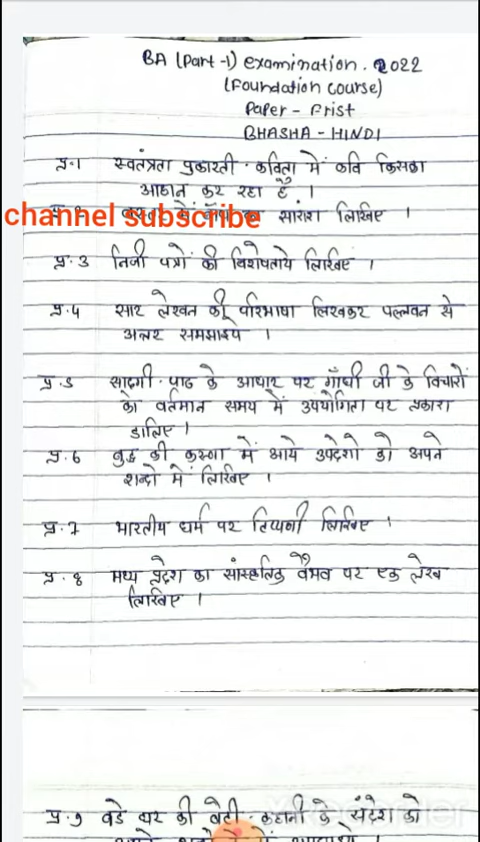 BA (Part-1) examination. 2022
(Foundation course)
Paper - Frist
BHASHA - HINDI
प्र.1 स्वतंत्रता पुकारती - कविता में कवि किसका
आहान कर रहा है ।
channel subscribe
सारांश लिखिए ।
प्र.3 निजी पत्रों की विशेषताये लिखिए ।
प्र.4 सार लेखन की परिभाषा लिखकर पल्लवन से
अन्तर समझाइये ।
प्र.5 सादगी - पाठ के आधार पर गाँधी जी के विचारों
को वर्तमान समय में उपयोगिता पर प्रकाश
डालिए ।
प्र.6 बुद्ध की करुणा में आये उपदेशो को अपने
शब्दो में लिखिए ।
प्र.7 भारतीय धर्म पर टिप्पणी लिखिए ।
प्र.8 मध्य प्रदेश का सांस्कृतिक वैभव पर एक लेख
लिखिए ।
प्र.9 बडे घर की बेटी - कहानी के संदेश को